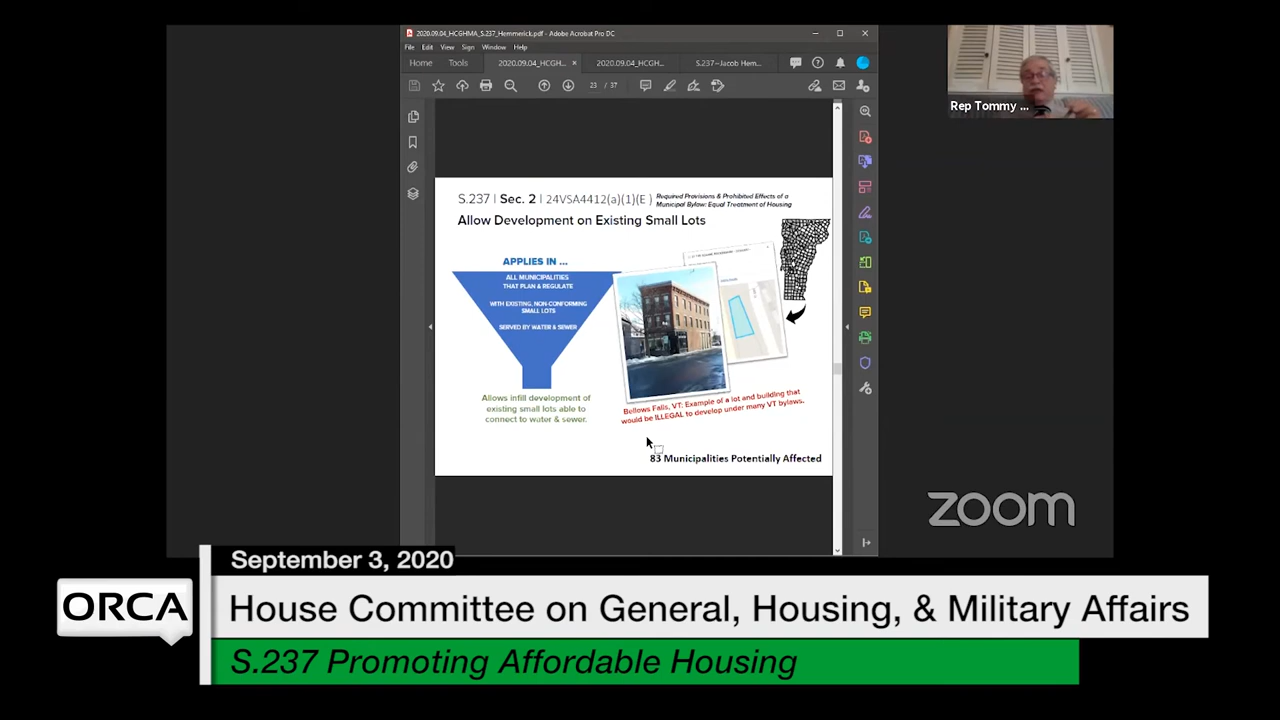 2020.09.04_HCGHMA_S.237_Hemmerick.pdf - Adobe Acrobat Pro DC
File Edit View Sign Window Help
Home Tools 2020.09.04_HCGH... × 2020.09.04_HCGH... S.237~Jacob Hem...
23 / 37
Rep Tommy ...
S.237 | Sec. 2 | 24VSA4412(a)(1)(E )
Required Provisions & Prohibited Effects of a
Municipal Bylaw: Equal Treatment of Housing
Allow Development on Existing Small Lots
APPLIES IN ...
ALL MUNICIPALITIES
THAT PLAN & REGULATE
WITH EXISTING, NON-CONFORMING
SMALL LOTS
SERVED BY WATER & SEWER
Allows infill development of
existing small lots able to
connect to water & sewer.
Bellows Falls, VT: Example of a lot and building that
would be ILLEGAL to develop under many VT bylaws.
83 Municipalities Potentially Affected
zoom
September 3, 2020
ORCA
House Committee on General, Housing, & Military Affairs
S.237 Promoting Affordable Housing